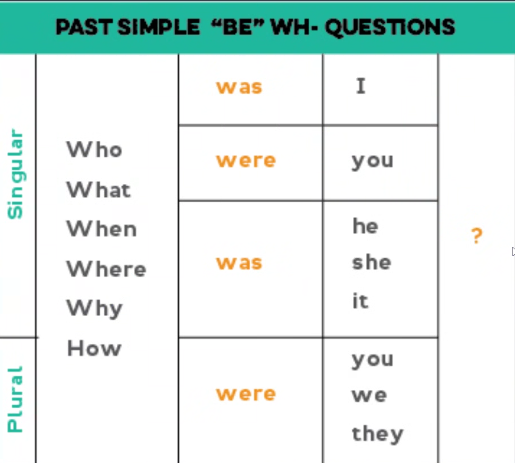 PAST SIMPLE "BE" WH- QUESTIONS
Singular
Who
What
When
Where
Why
How
was
I
were
you
was
he
she
it
?
Plural
were
you
we
they